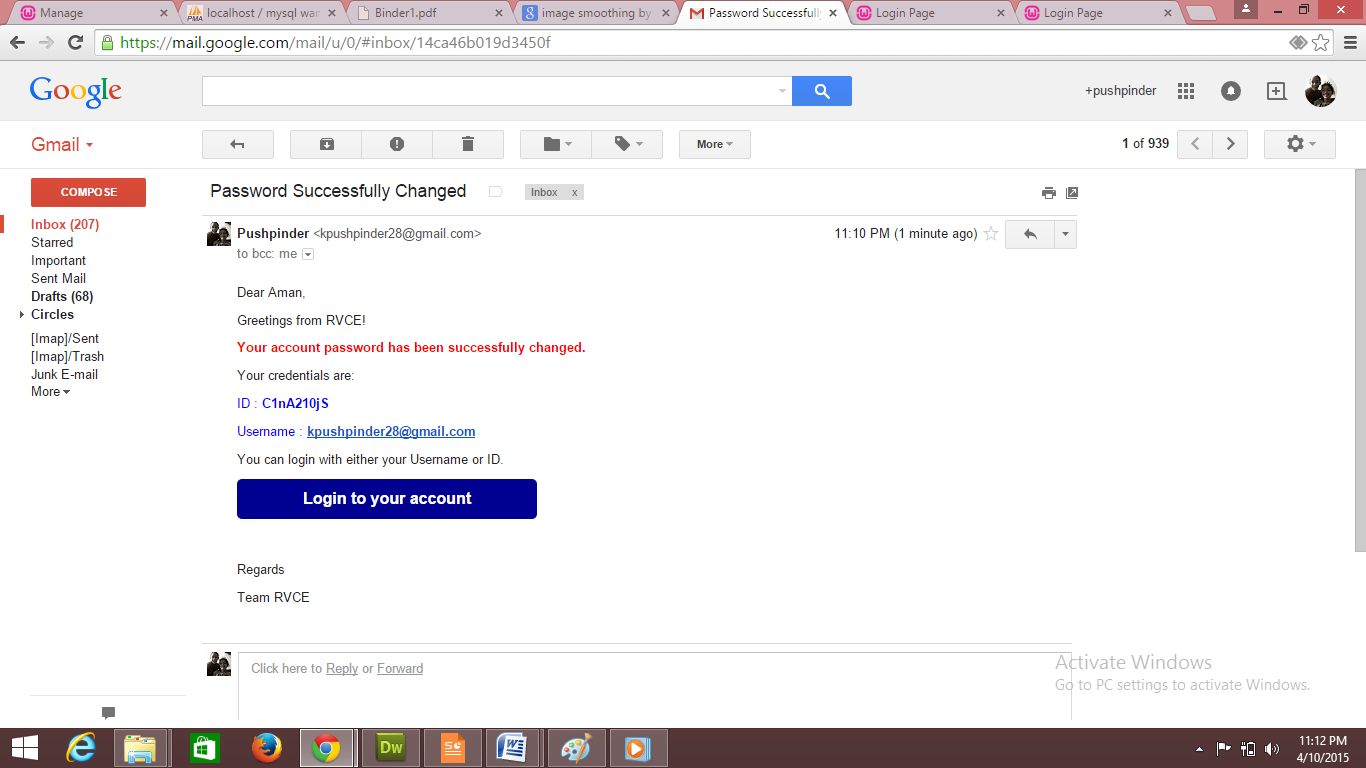 Manage
localhost / mysql wam
Binder1.pdf
image smoothing by
Password Successfull
Login Page
Login Page
https://mail.google.com/mail/u/0/#inbox/14ca46b019d3450f
Google
+pushpinder
Gmail
More
1 of 939
COMPOSE
Inbox (207)
Starred
Important
Sent Mail
Drafts (68)
Circles
[Imap]/Sent
[Imap]/Trash
Junk E-mail
More
Password Successfully Changed
Inbox x
Pushpinder <kpushpinder28@gmail.com>
11:10 PM (1 minute ago)
to bcc: me
Dear Aman,
Greetings from RVCE!
Your account password has been successfully changed.
Your credentials are:
ID : C1nA210jS
Username : kpushpinder28@gmail.com
You can login with either your Username or ID.
Login to your account
Regards
Team RVCE
Click here to Reply or Forward
Activate Windows
Go to PC settings to activate Windows.
Dw
11:12 PM
4/10/2015